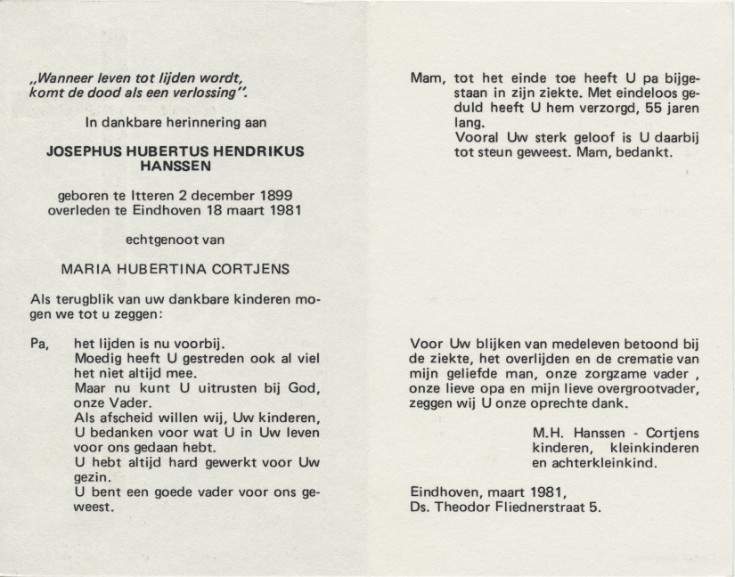 „Wanneer leven tot lijden wordt,
komt de dood als een verlossing”.
In dankbare herinnering aan
JOSEPHUS HUBERTUS HENDRIKUS
HANSSEN
geboren te Itteren 2 december 1899
overleden te Eindhoven 18 maart 1981
echtgenoot van
MARIA HUBERTINA CORTJENS
Als terugblik van uw dankbare kinderen mo-
gen we tot u zeggen:
Pa, het lijden is nu voorbij.
Moedig heeft U gestreden ook al viel
het niet altijd mee.
Maar nu kunt U uitrusten bij God,
onze Vader.
Als afscheid willen wij, Uw kinderen,
U bedanken voor wat U in Uw leven
voor ons gedaan hebt.
U hebt altijd hard gewerkt voor Uw
gezin.
U bent een goede vader voor ons ge-
weest.
Mam, tot het einde toe heeft U pa bijge-
staan in zijn ziekte. Met eindeloos ge-
duld heeft U hem verzorgd, 55 jaren
lang.
Vooral Uw sterk geloof is U daarbij
tot steun geweest. Mam, bedankt.
Voor Uw blijken van medeleven betoond bij
de ziekte, het overlijden en de crematie van
mijn geliefde man, onze zorgzame vader ,
onze lieve opa en mijn lieve overgrootvader,
zeggen wij U onze oprechte dank.
M.H. Hanssen - Cortjens
kinderen, kleinkinderen
en achterkleinkind.
Eindhoven, maart 1981,
Ds. Theodor Fliednerstraat 5.